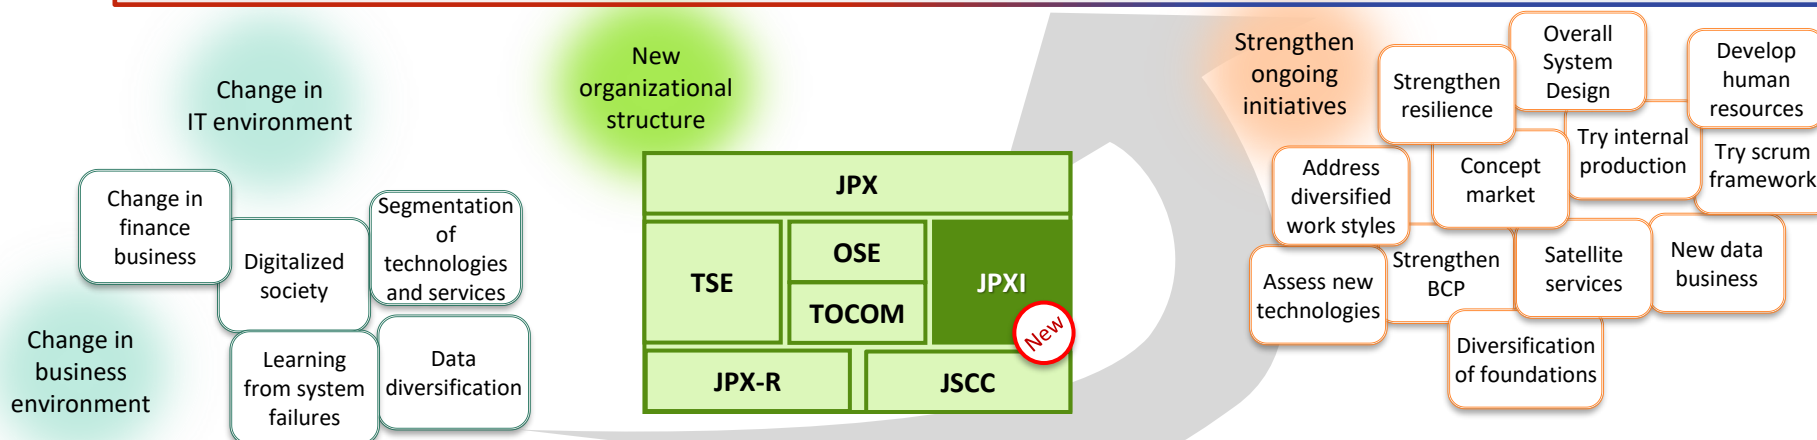 Change in
IT environment
Change in
finance
business
Digitalized
society
Segmentation
of
technologies
and services
Change in
business
environment
Learning
from system
failures
Data
diversification
New
organizational
structure
JPX
TSE
OSE
TOCOM
JPXI
New
JPX-R
JSCC
Strengthen
ongoing
initiatives
Strengthen
resilience
Overall
System
Design
Develop
human
resources
Address
diversified
work styles
Concept
market
Try internal
production
Try scrum
framework
Assess new
technologies
Strengthen
BCP
Satellite
services
New data
business
Diversification
of foundations